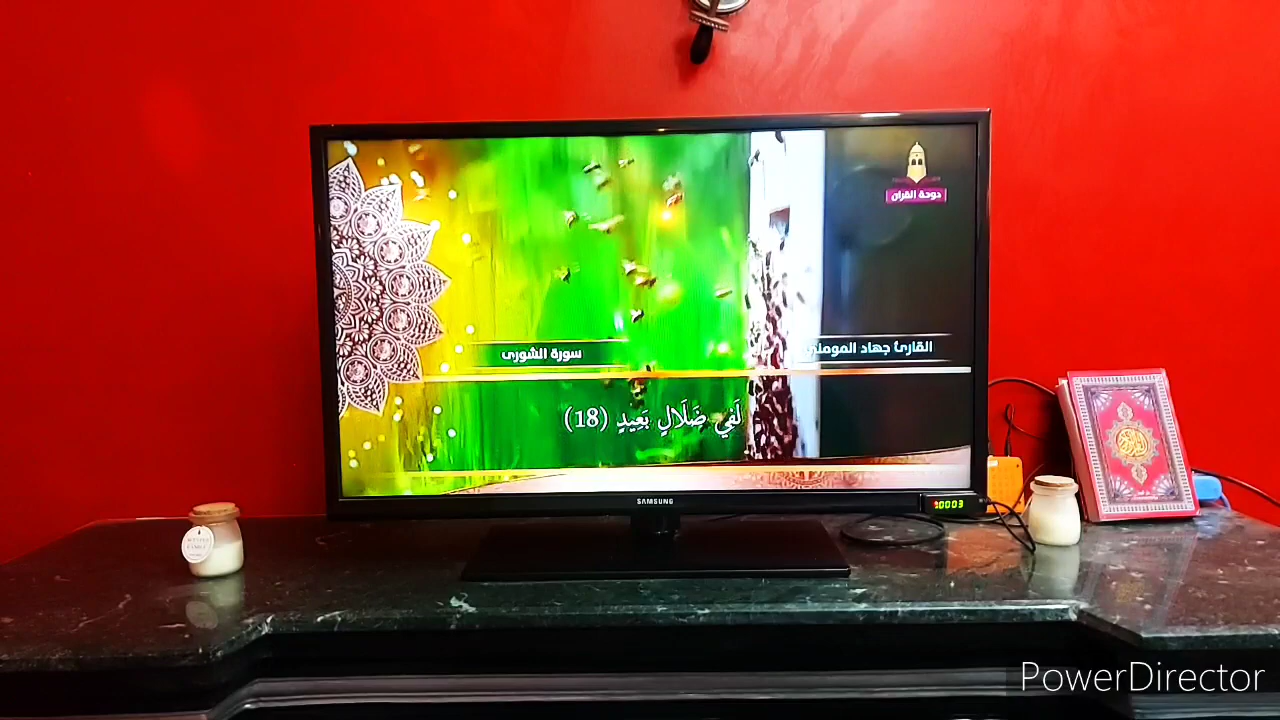 دوحة القرآن
القارئ جهاد المومني
سورة الشورى
لَفِي ضَلَالٍ بَعِيدٍ (18)
SAMSUNG
0003
PowerDirector